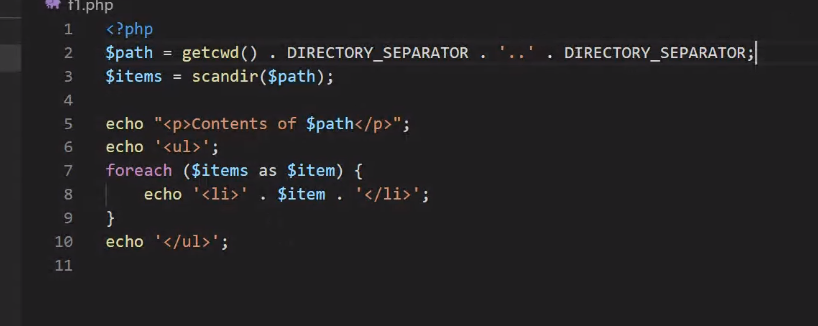 f1.php
1 <?php
2 $path = getcwd() . DIRECTORY_SEPARATOR . '..' . DIRECTORY_SEPARATOR;
3 $items = scandir($path);
4
5 echo "<p>Contents of $path</p>";
6 echo '<ul>';
7 foreach ($items as $item) {
8     echo '<li>' . $item . '</li>';
9 }
10 echo '</ul>';
11